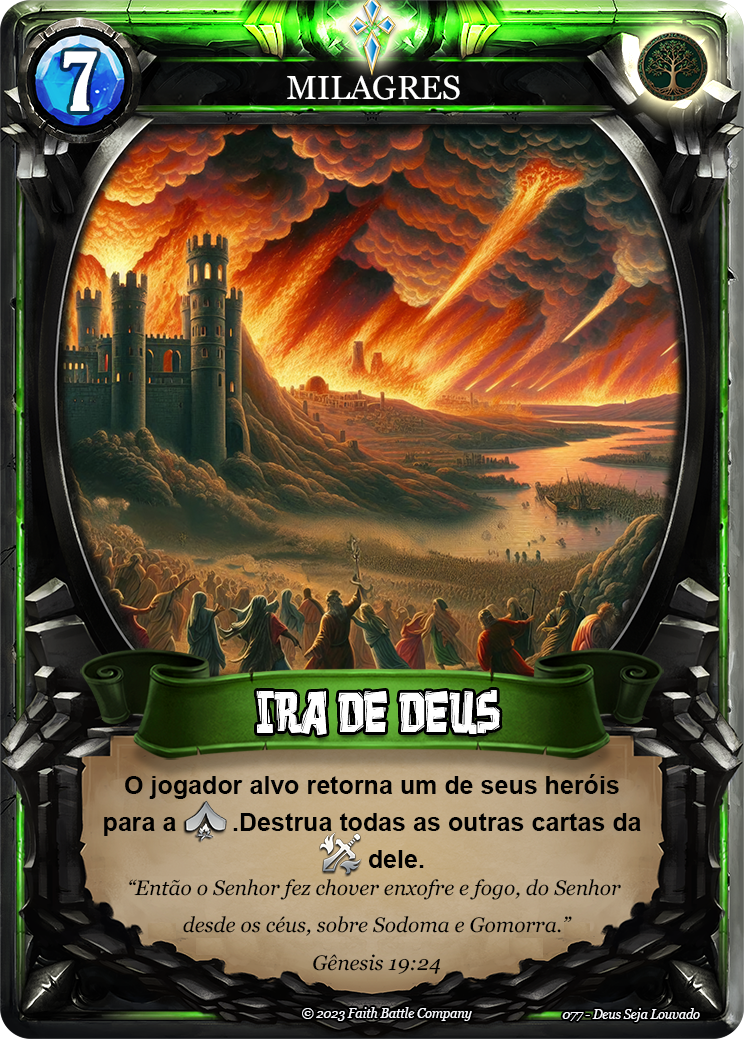 7
MILAGRES
IRA DE DEUS
O jogador alvo retorna um de seus heróis
para a .Destrua todas as outras cartas da
dele.
“Então o Senhor fez chover enxofre e fogo, do Senhor
desde os céus, sobre Sodoma e Gomorra.”
Gênesis 19:24
© 2023 Faith Battle Company
077 - Deus Seja Louvado